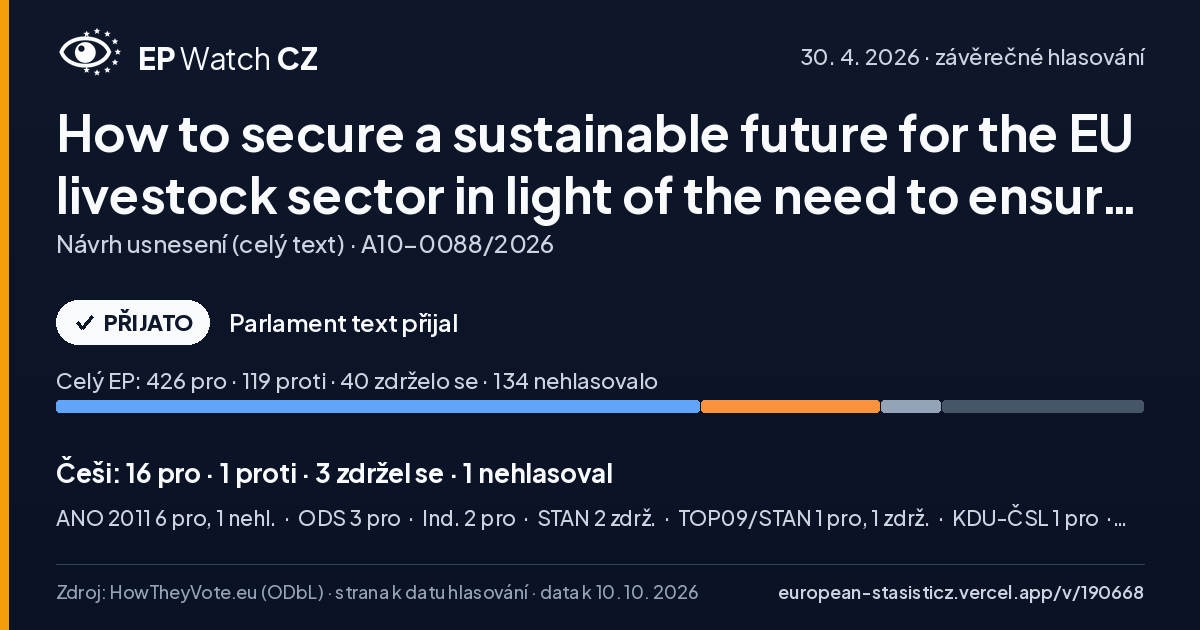 EP Watch CZ
30. 4. 2026 · závěrečné hlasování
How to secure a sustainable future for the EU
livestock sector in light of the need to ensur…
Návrh usnesení (celý text) · A10-0088/2026
✓ PŘIJATO
Parlament text přijal
Celý EP: 426 pro · 119 proti · 40 zdrželo se · 134 nehlasovalo
Češi: 16 pro · 1 proti · 3 zdržel se · 1 nehlasoval
ANO 2011 6 pro, 1 nehl. · ODS 3 pro · Ind. 2 pro · STAN 2 zdrž. · TOP09/STAN 1 pro, 1 zdrž. · KDU-ČSL 1 pro ·…
Zdroj: HowTheyVote.eu (ODbL) · strana k datu hlasování · data k 10. 10. 2026
european-stasisticz.vercel.app/v/190668